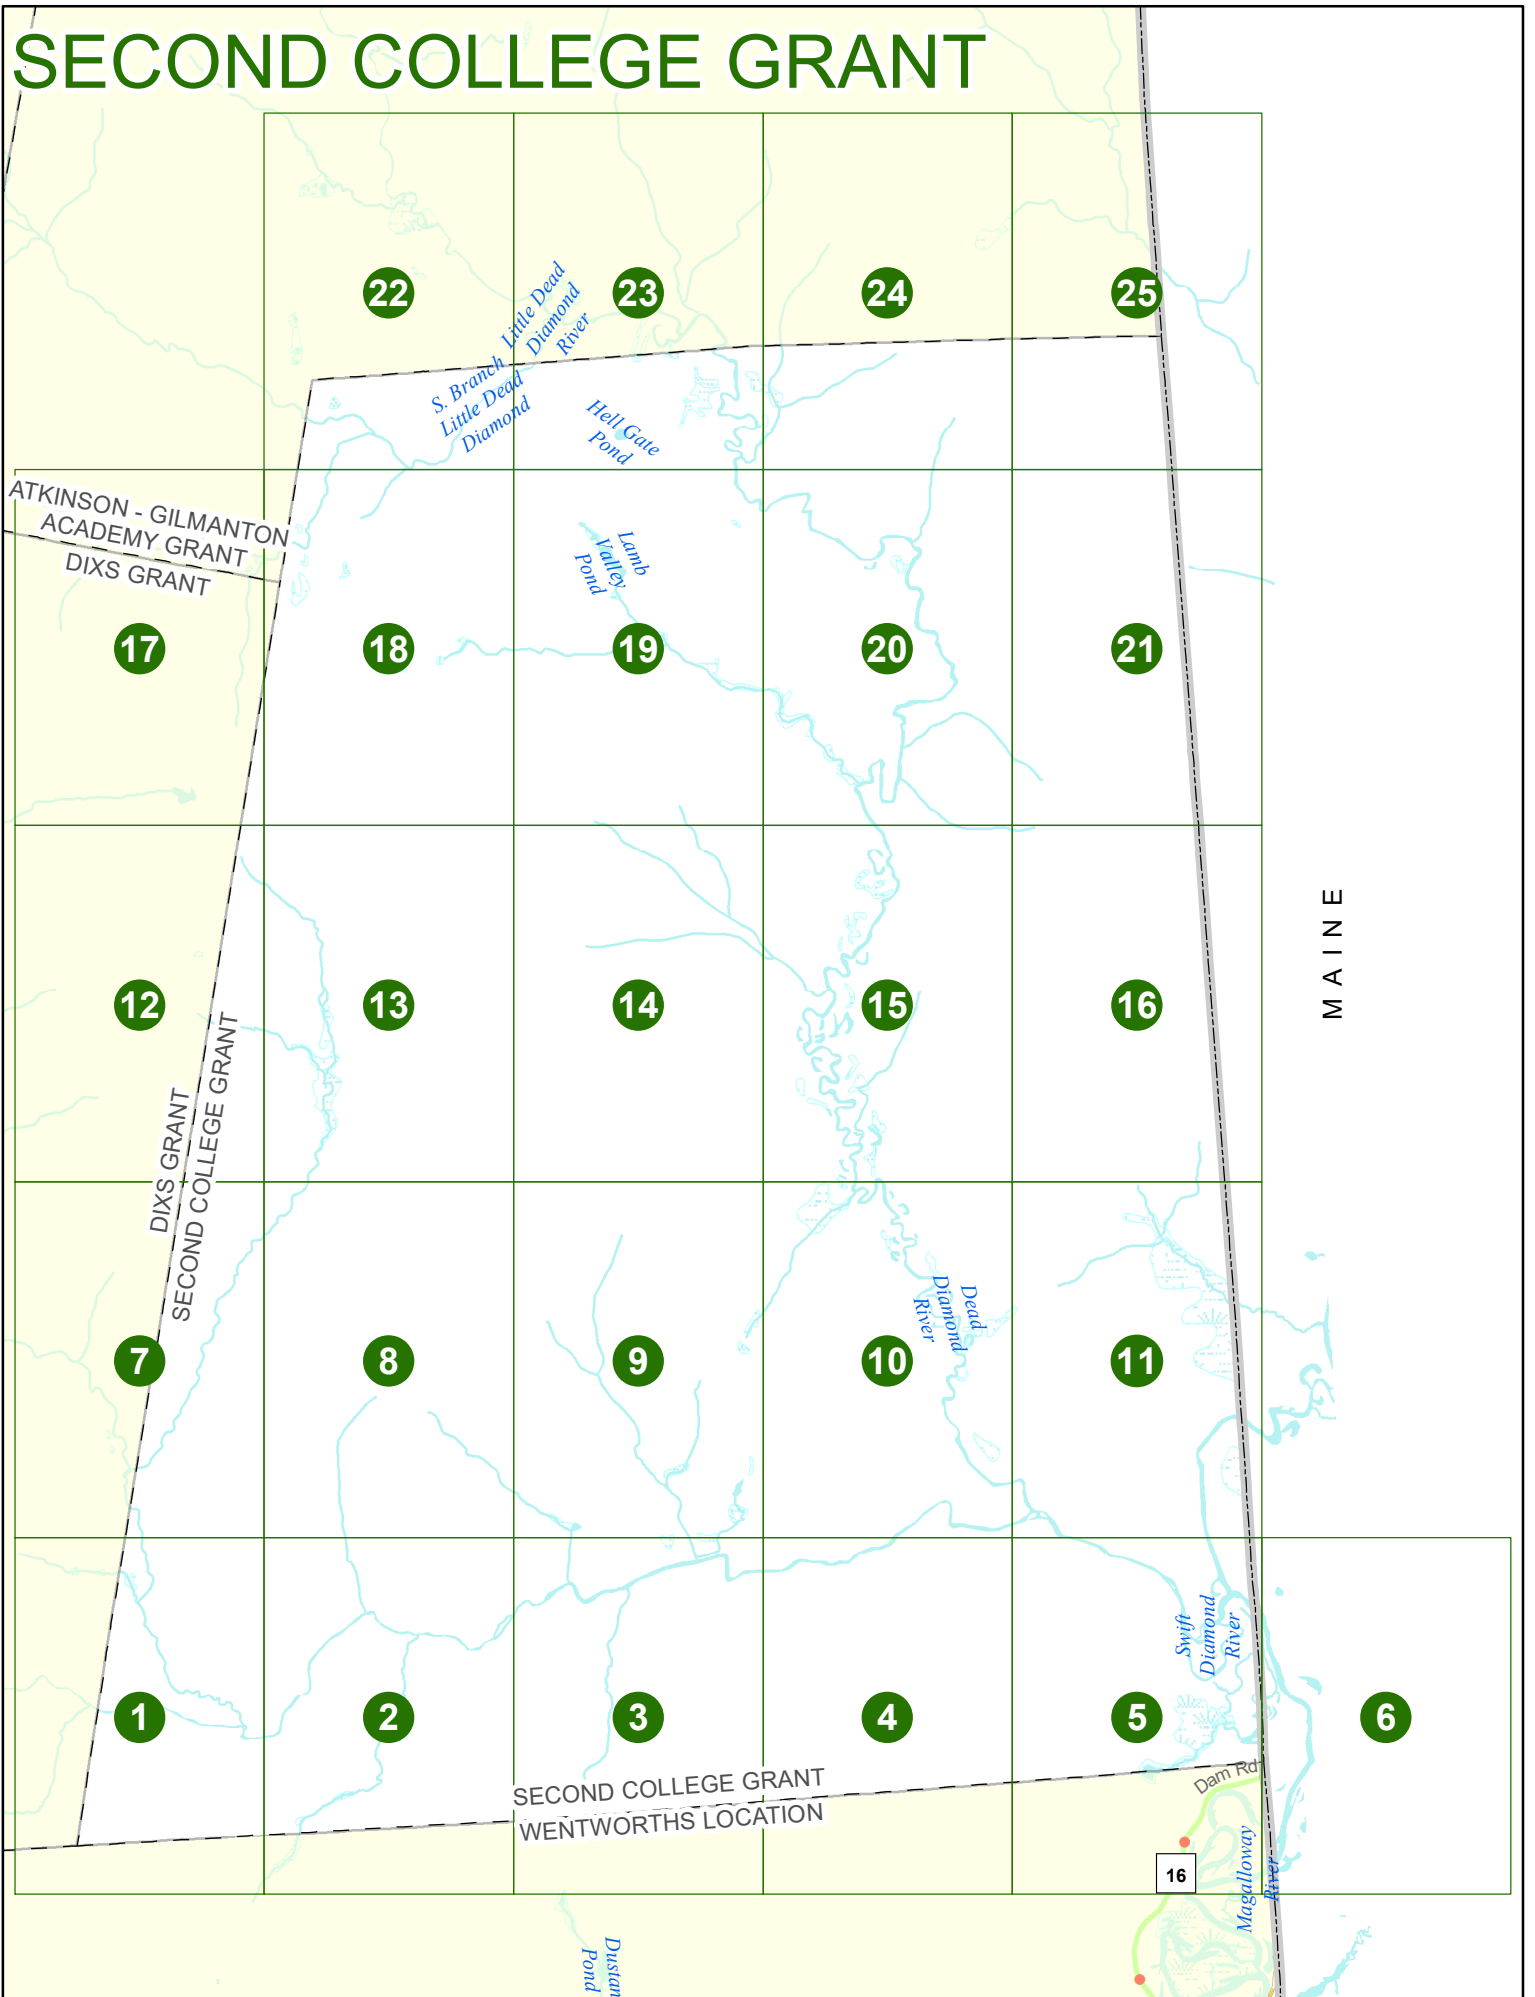 SECOND COLLEGE GRANT
22
23
24
25
Little Dead
Diamond
River
S. Branch
Little Dead
Diamond
Hell Gate
Pond
ATKINSON - GILMANTON
ACADEMY GRANT
DIXS GRANT
Lamb
Valley
Pond
17
18
19
20
21
MAINE
12
13
14
15
16
DIXS GRANT
SECOND COLLEGE GRANT
Dead
Diamond
River
7
8
9
10
11
Swift
Diamond
River
1
2
3
4
5
6
SECOND COLLEGE GRANT
WENTWORTHS LOCATION
Dam Rd
16
Magalloway
River
Dustan
Pond